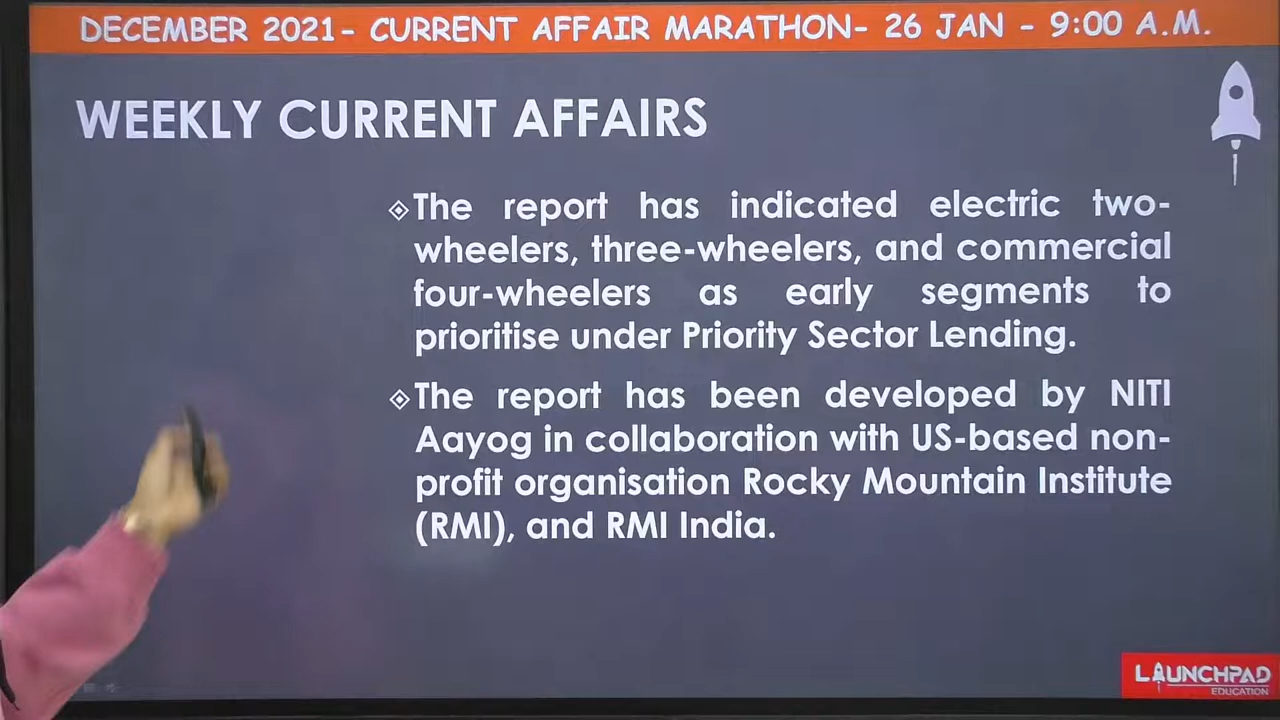 DECEMBER 2021- CURRENT AFFAIR MARATHON- 26 JAN - 9:00 A.M.
WEEKLY CURRENT AFFAIRS
The report has indicated electric two-
wheelers, three-wheelers, and commercial
four-wheelers as early segments to
prioritise under Priority Sector Lending.
The report has been developed by NITI
Aayog in collaboration with US-based non-
profit organisation Rocky Mountain Institute
(RMI), and RMI India.
LAUNCHPAD
EDUCATION